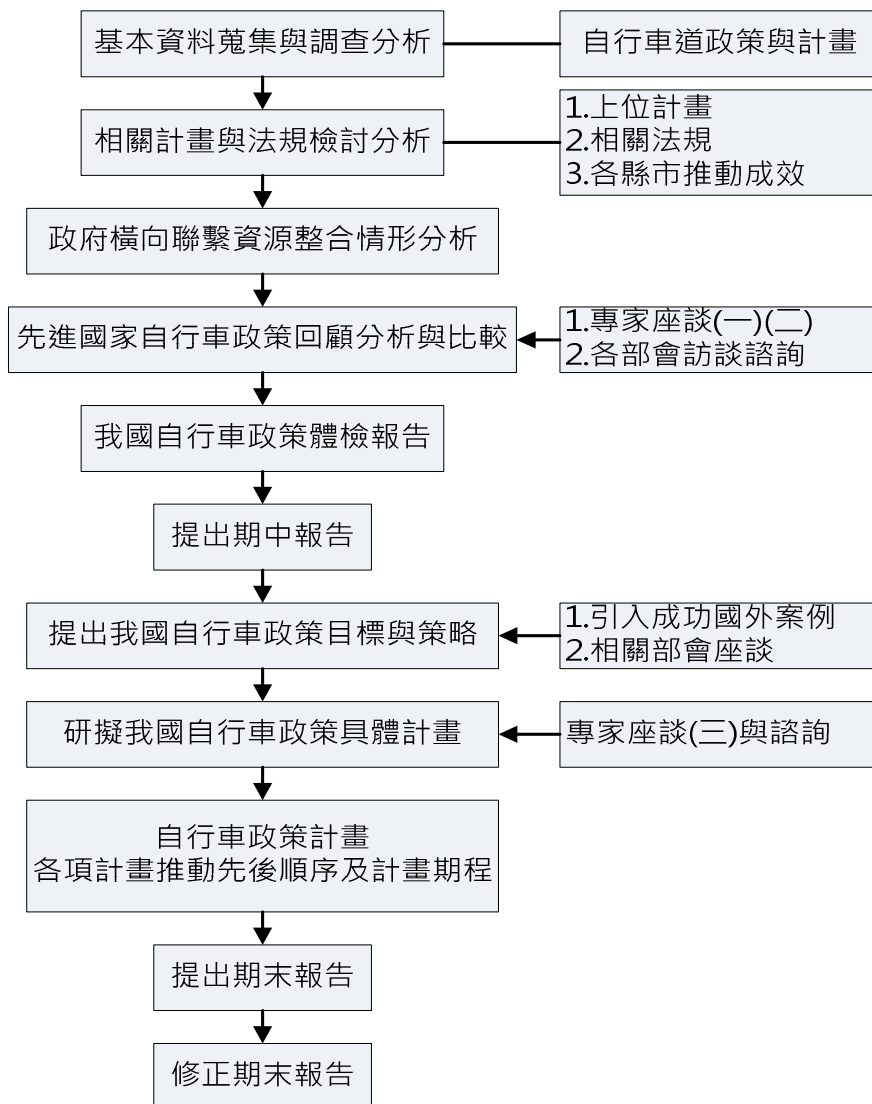 基本資料蒐集與調查分析
自行車道政策與計畫
相關計畫與法規檢討分析
1.上位計畫
2.相關法規
3.各縣市推動成效
政府橫向聯繫資源整合情形分析
先進國家自行車政策回顧分析與比較
1.專家座談(一)(二)
2.各部會訪談諮詢
我國自行車政策體檢報告
提出期中報告
提出我國自行車政策目標與策略
1.引入成功國外案例
2.相關部會座談
研擬我國自行車政策具體計畫
專家座談(三)與諮詢
自行車政策計畫
各項計畫推動先後順序及計畫期程
提出期末報告
修正期末報告